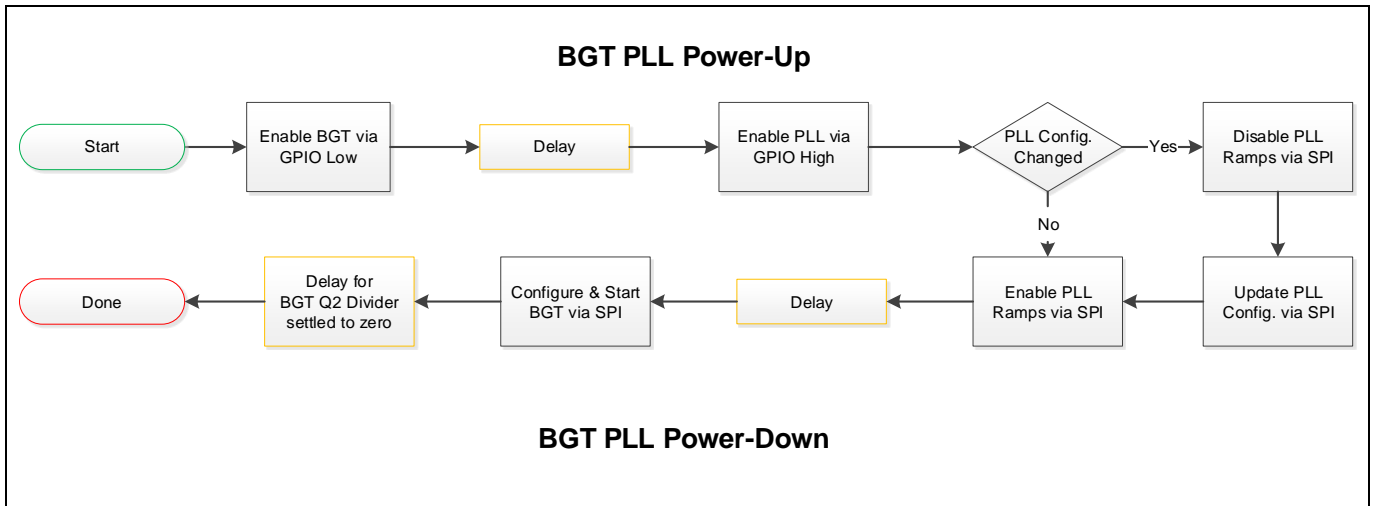 BGT PLL Power-Up
Start
Enable BGT via
GPIO Low
Delay
Enable PLL via
GPIO High
PLL Config.
Changed
Yes
Disable PLL
Ramps via SPI
No
Done
Delay for
BGT Q2 Divider
settled to zero
Configure & Start
BGT via SPI
Delay
Enable PLL
Ramps via SPI
Update PLL
Config. via SPI
BGT PLL Power-Down